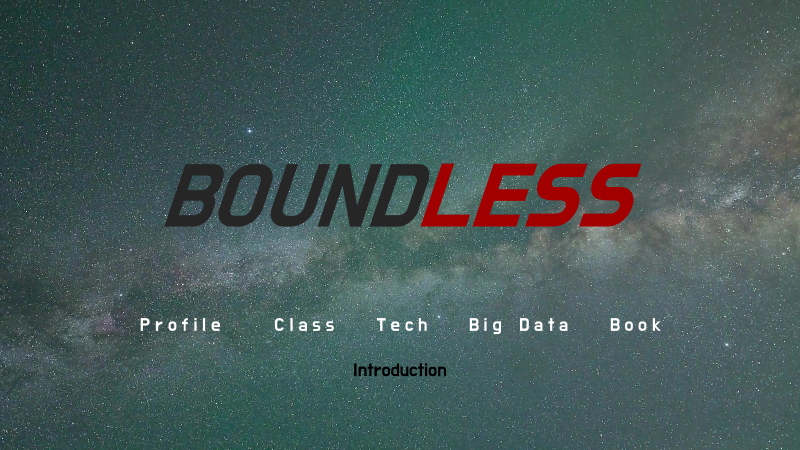 BOUNDLESS
Profile Class Tech Big Data Book
Introduction